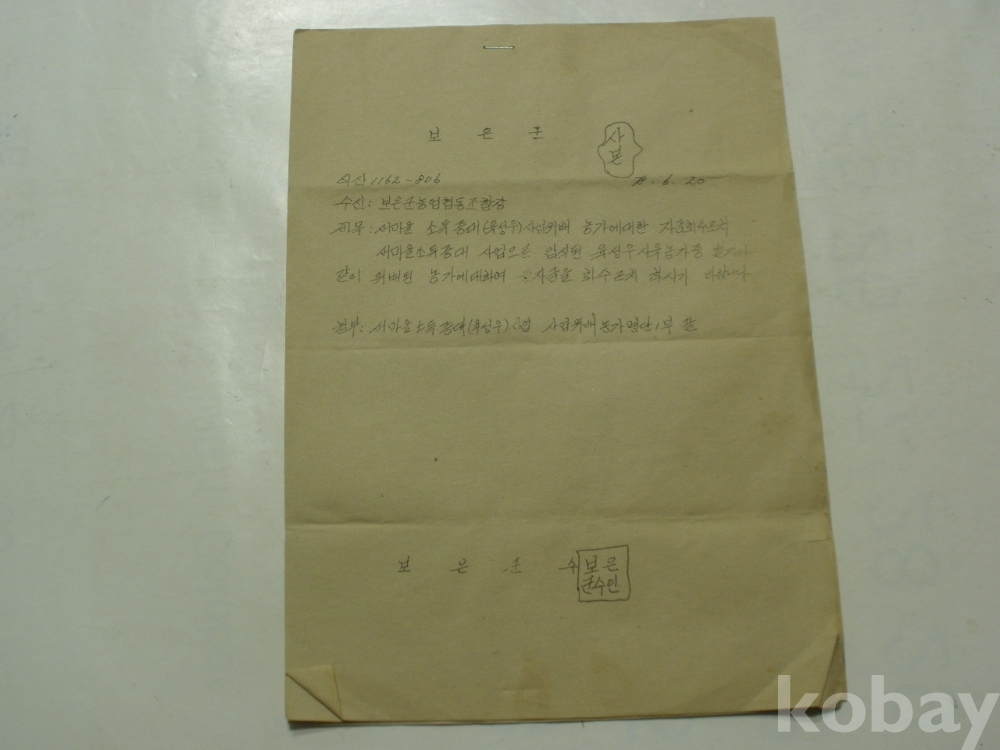 보은군
사본
식산 1162-806 78. 6. 20
수신: 보은군농업협동조합장
제목: 새마을 소득증대(육성우)사업위배 농가에대한 자금회수조치
새마을소득증대 사업으로 입식된 육성우사육농가중
같이 위배된 농가에대하여 융자금을 회수조치 하시기 바랍니다
첨부: 새마을소득증대(육성우)사업 사업위배농가명단1부 끝
보은군수
보은
군수인
kobay